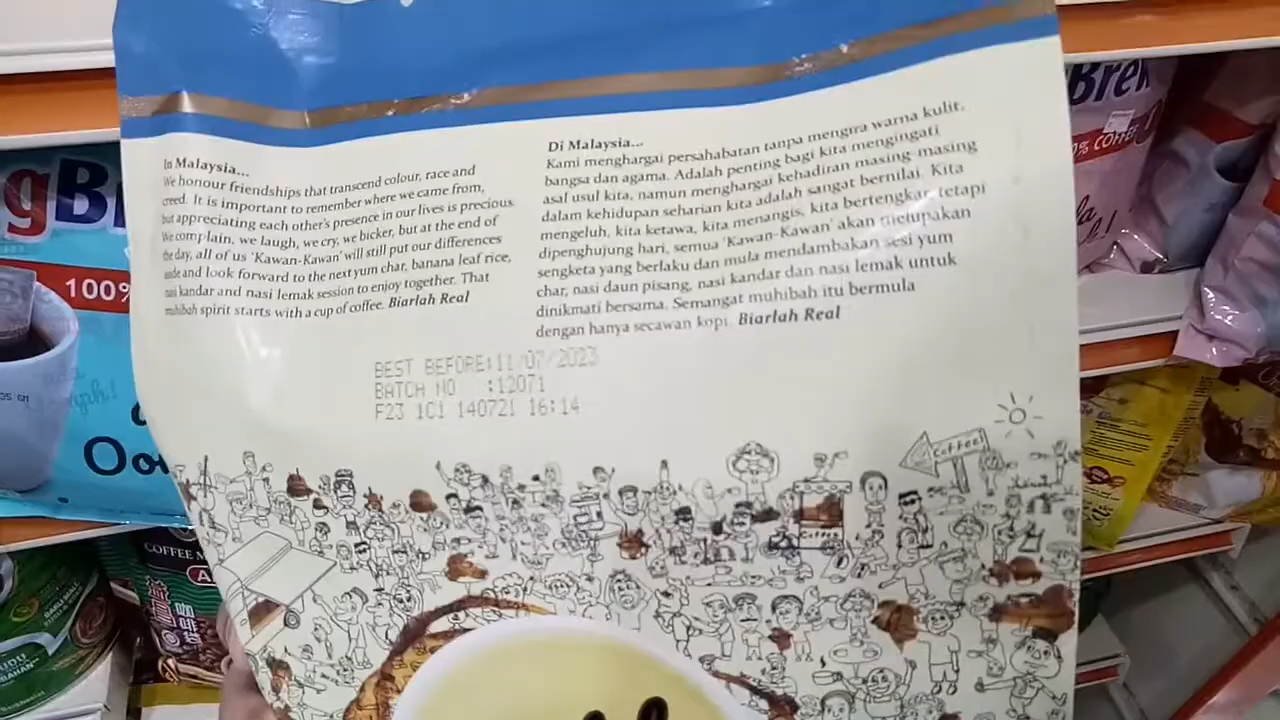 In Malaysia...
We honour friendships that transcend colour, race and
creed. It is important to remember where we came from,
but appreciating each other's presence in our lives is precious.
We complain, we laugh, we cry, we bicker, but at the end of
the day, all of us 'Kawan-Kawan' will still put our differences
aside and look forward to the next yum char, banana leaf rice,
nasi kandar and nasi lemak session to enjoy together. That
muhibah spirit starts with a cup of coffee. Biarlah Real
Di Malaysia...
Kami menghargai persahabatan tanpa mengira warna kulit,
bangsa dan agama. Adalah penting bagi kita mengingati
asal usul kita, namun menghargai kehadiran masing-masing
dalam kehidupan seharian kita adalah sangat bernilai. Kita
mengeluh, kita ketawa, kita menangis, kita bertengkar, tetapi
dipenghujung hari, semua 'Kawan-Kawan' akan melupakan
sengketa yang berlaku dan mula mendambakan sesi yum
char, nasi daun pisang, nasi kandar dan nasi lemak untuk
dinikmati bersama. Semangat muhibah itu bermula
dengan hanya secawan kopi. Biarlah Real
BEST BEFORE:11/07/2023
BATCH NO :12071
F23 1C1 140721 16:14
Coffee!
Coffee
gB
100%
Oo
COFFEE M
Brew
% COFFEE